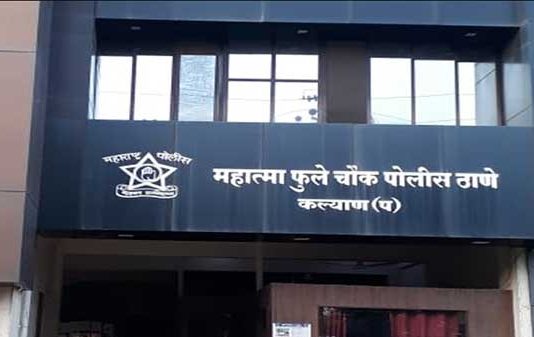 महाराष्ट्र पोलीस
महात्मा फुले चौक पोलीस ठाणे
कल्याण (प)